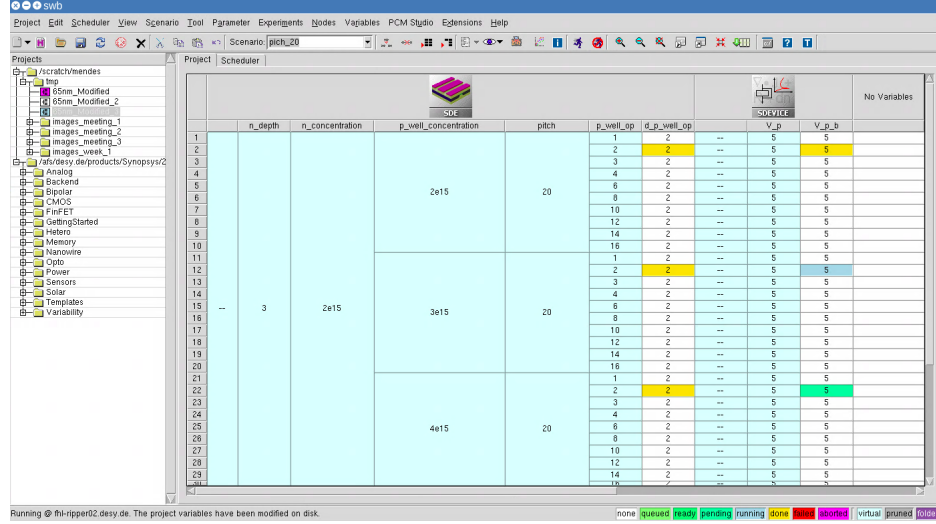 swb
Project Edit Scheduler View Scenario Tool Parameter Experiments Nodes Variables PCM Studio Extensions Help
Scenario: pich_20
Projects
/scratch/mendes
tmp
65nm_Modified
65nm_Modified_2
images_meeting_1
images_meeting_2
images_meeting_3
images_week_1
/afs/desy.de/products/Synopsys/2
Analog
Backend
Bipolar
CMOS
FinFET
GettingStarted
Hetero
Memory
Nanowire
Opto
Power
Sensors
Solar
Templates
Variability
Project Scheduler
SDE SDEVICE No Variables
n_depth n_concentration p_well_concentration pitch p_well_op d_p_well_op V_p V_p_b
1 1 2 -- 5 5
2 2 2 -- 5 5
3 3 2 -- 5 5
4 4 2 -- 5 5
5 2e15 20 6 2 -- 5 5
6 8 2 -- 5 5
7 10 2 -- 5 5
8 12 2 -- 5 5
9 14 2 -- 5 5
10 16 2 -- 5 5
11 1 2 -- 5 5
12 2 2 -- 5 5
13 3 2 -- 5 5
14 4 2 -- 5 5
15 -- 3 2e15 3e15 20 6 2 -- 5 5
16 8 2 -- 5 5
17 10 2 -- 5 5
18 12 2 -- 5 5
19 14 2 -- 5 5
20 16 2 -- 5 5
21 1 2 -- 5 5
22 2 2 -- 5 5
23 3 2 -- 5 5
24 4 2 -- 5 5
25 4e15 20 6 2 -- 5 5
26 8 2 -- 5 5
27 10 2 -- 5 5
28 12 2 -- 5 5
29 14 2 -- 5 5
30 16 2 -- 5 5
Running @ fhl-ripper02.desy.de. The project variables have been modified on disk.
none queued ready pending running done failed aborted virtual pruned folde